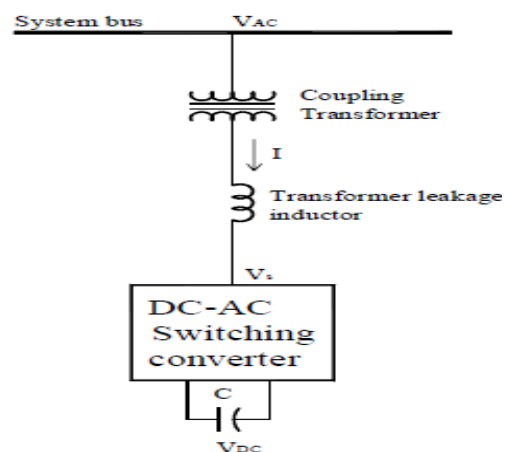 System bus VAC
Coupling
Transformer
I
Transformer leakage
inductor
Vs
DC-AC
Switching
converter
C
VDC